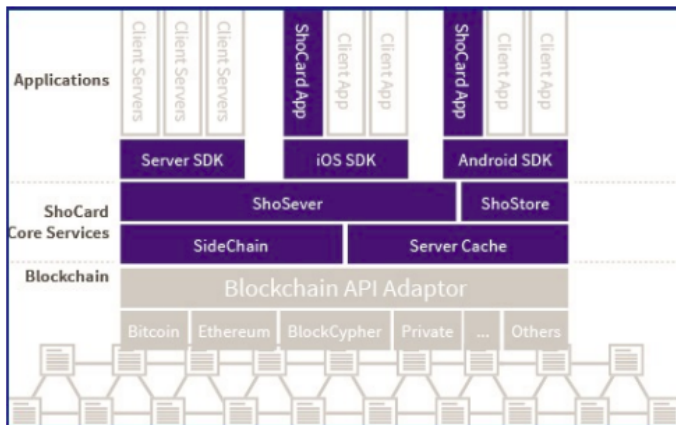 Applications
Client Servers
Client Servers
Client Servers
ShoCard App
Client App
Client App
ShoCard App
Client App
Client App
Server SDK
iOS SDK
Android SDK
ShoCard
Core Services
ShoSever
ShoStore
SideChain
Server Cache
Blockchain
Blockchain API Adaptor
Bitcoin
Ethereum
BlockCypher
Private
...
Others